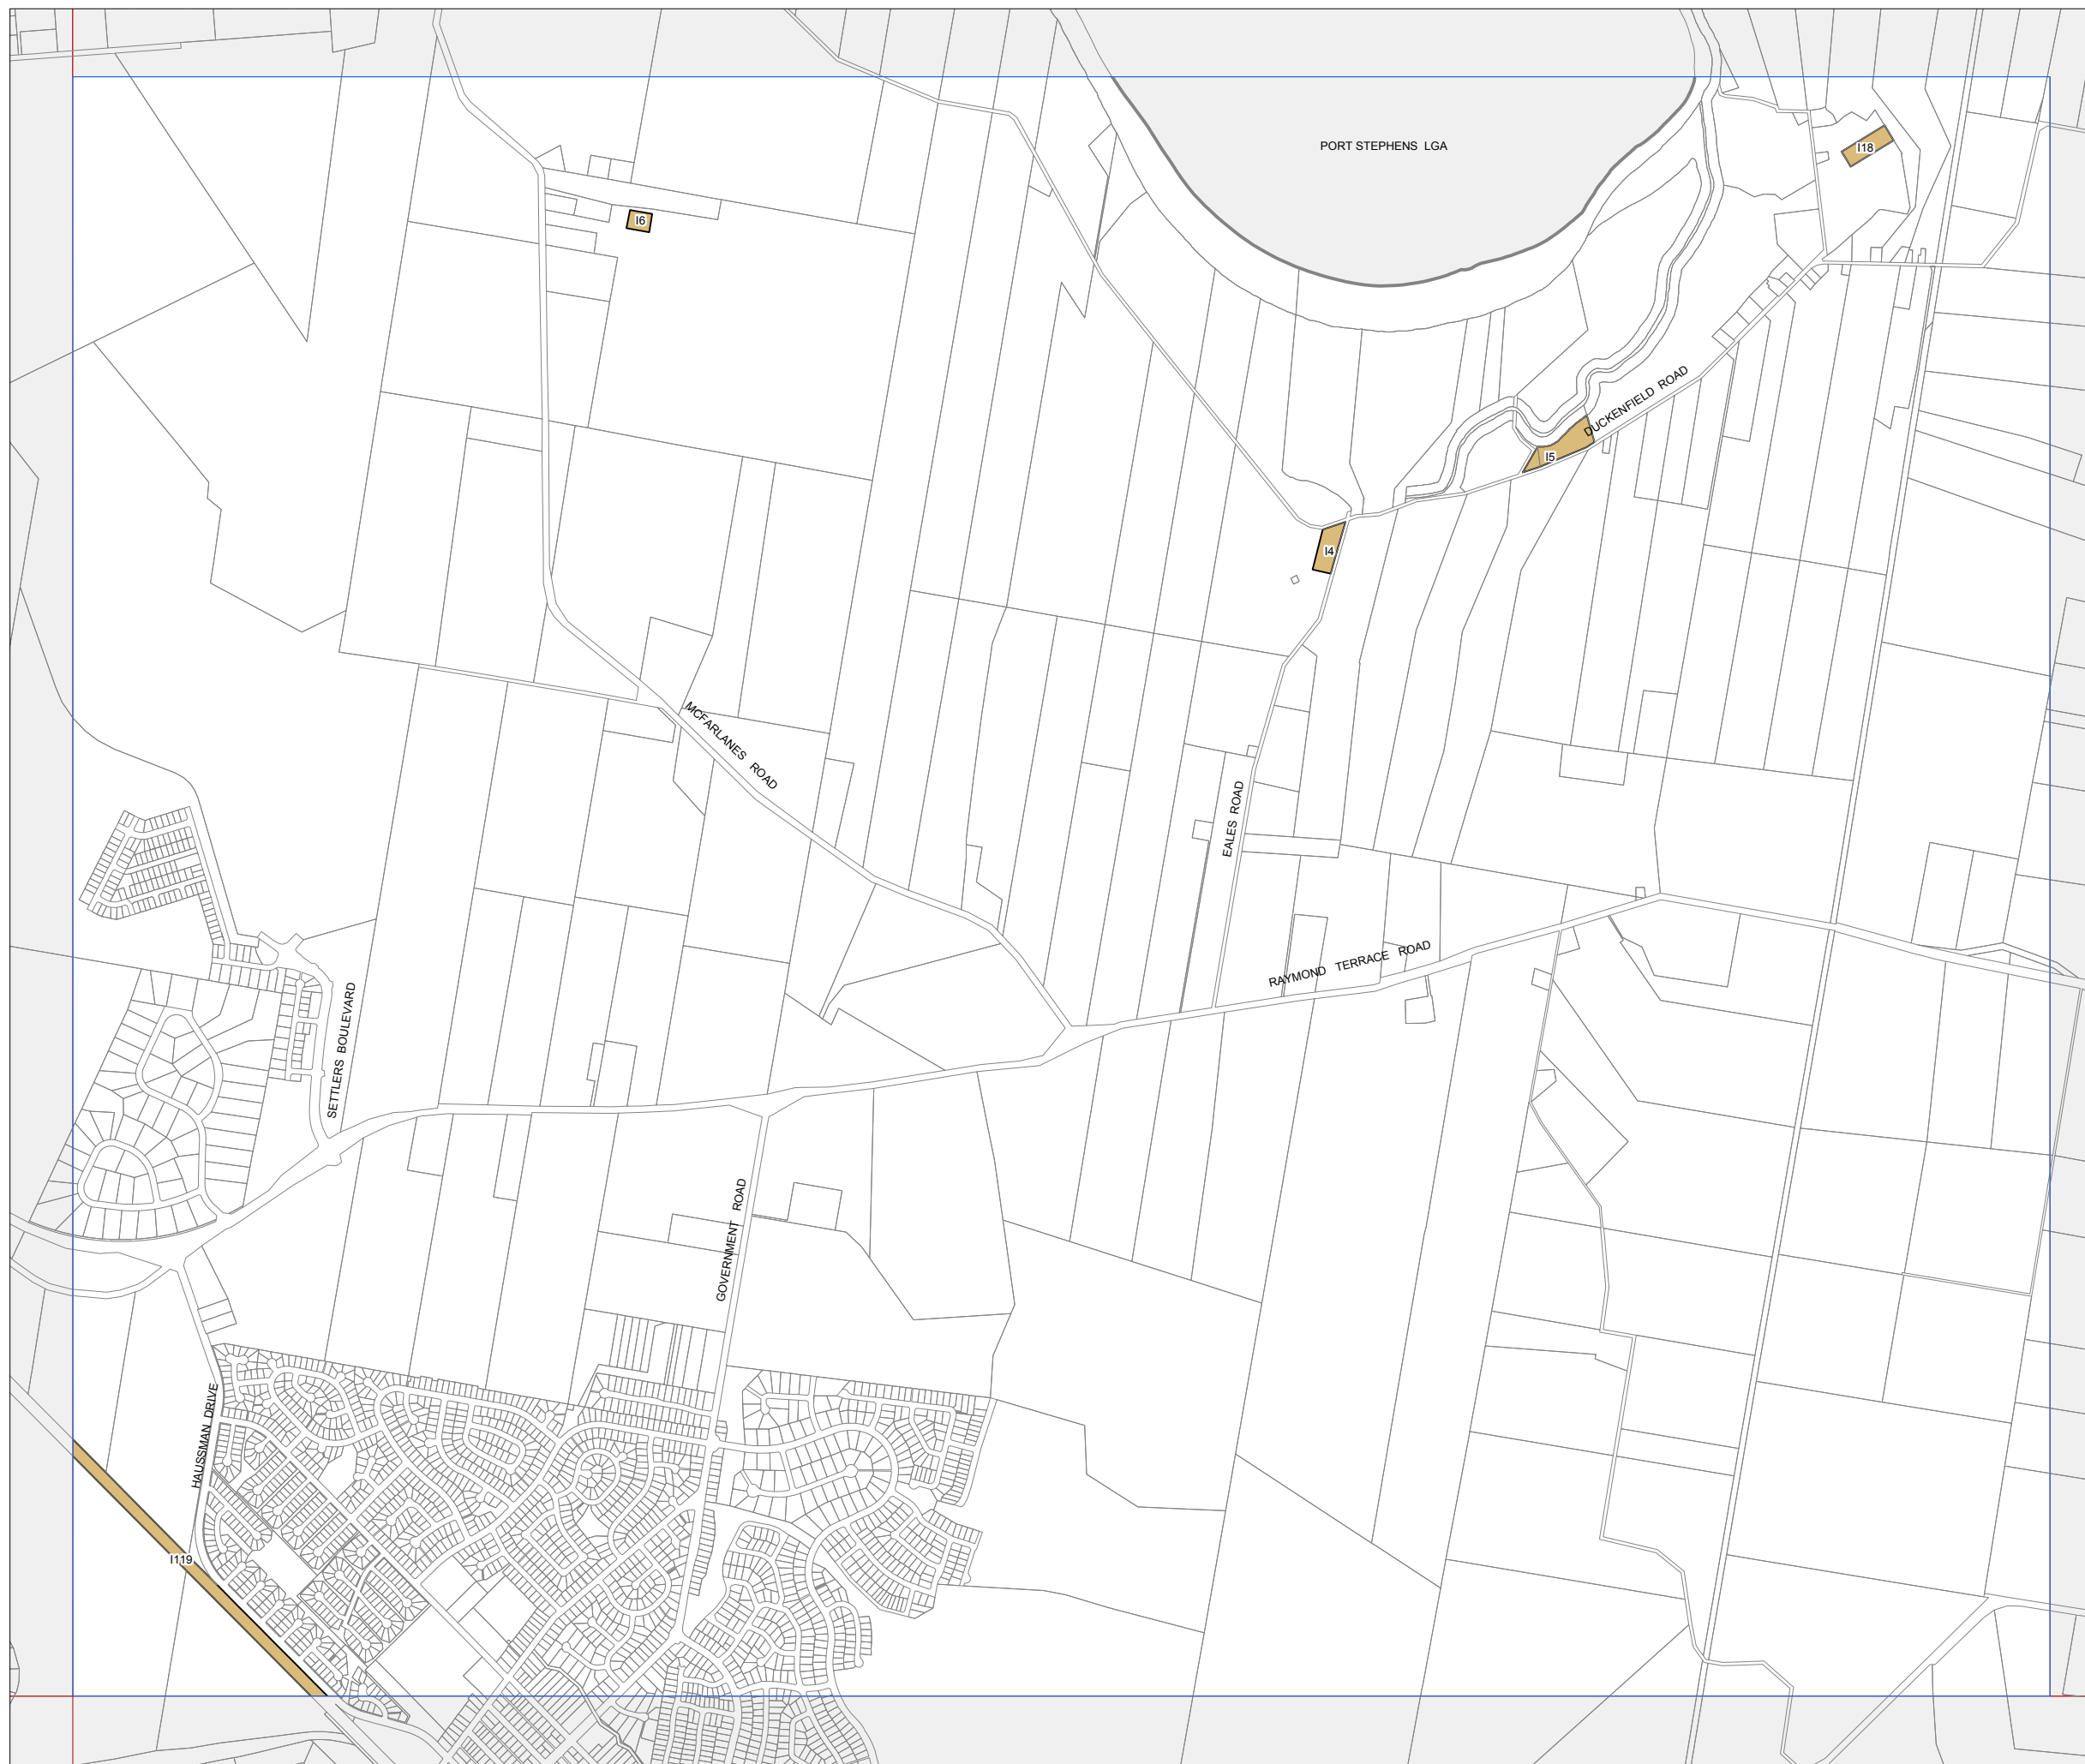 PORT STEPHENS LGA
I18
I6
DUCKENFIELD ROAD
I5
I4
MCFARLANES ROAD
EALES ROAD
RAYMOND TERRACE ROAD
SETTLERS BOULEVARD
GOVERNMENT ROAD
HAUSSMAN DRIVE
I119